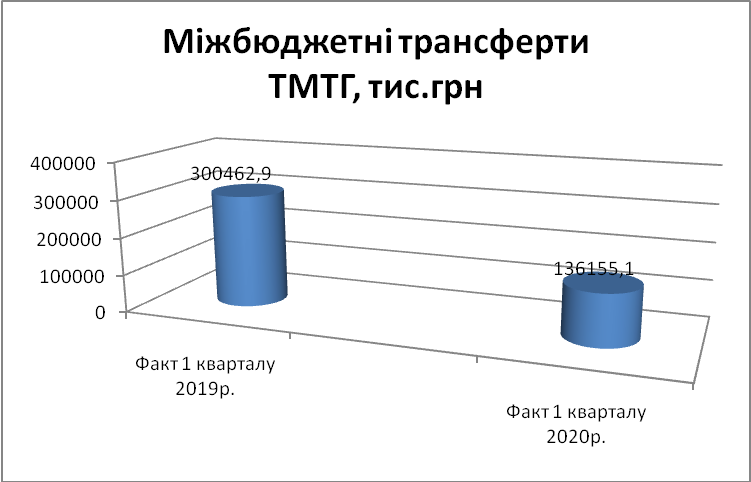 Міжбюджетні трансферти
ТМТГ, тис.грн
400000
300000
200000
100000
0
300462,9
136155,1
Факт 1 кварталу
2019р.
Факт 1 кварталу
2020р.